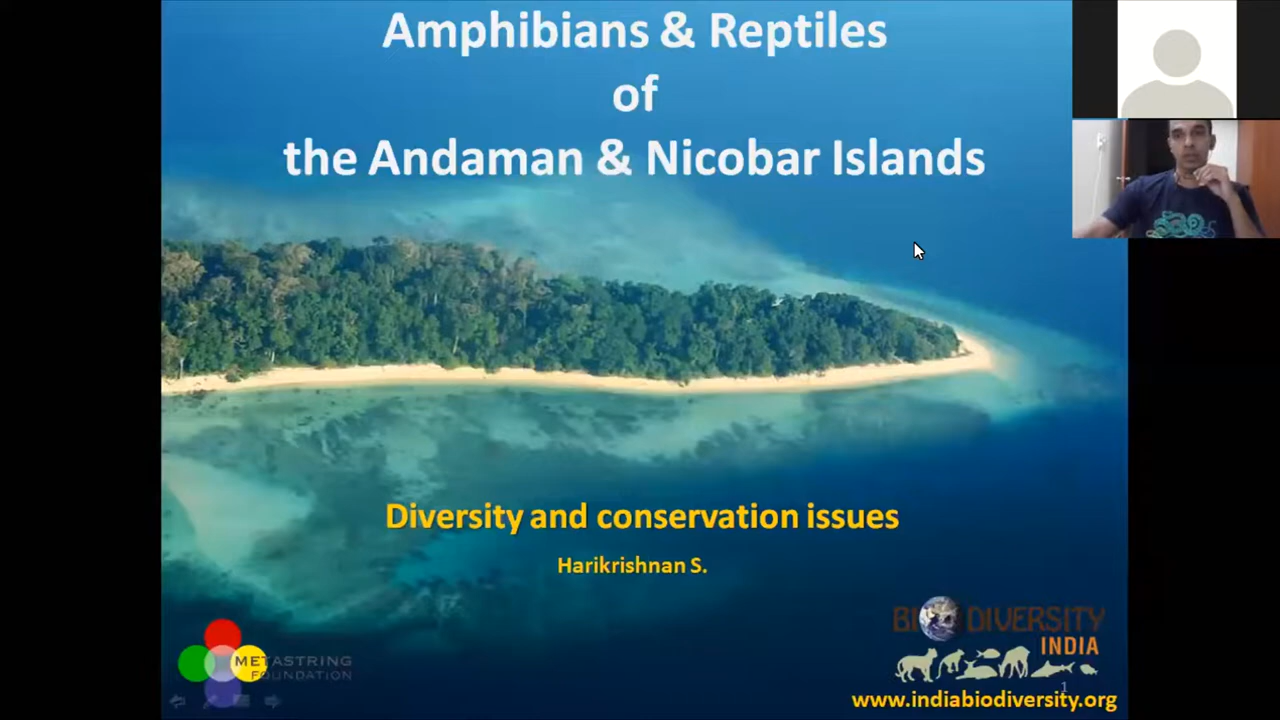 Amphibians & Reptiles
of
the Andaman & Nicobar Islands
Diversity and conservation issues
Harikrishnan S.
METASTRING
FOUNDATION
BIODIVERSITY
INDIA
1
www.indiabiodiversity.org